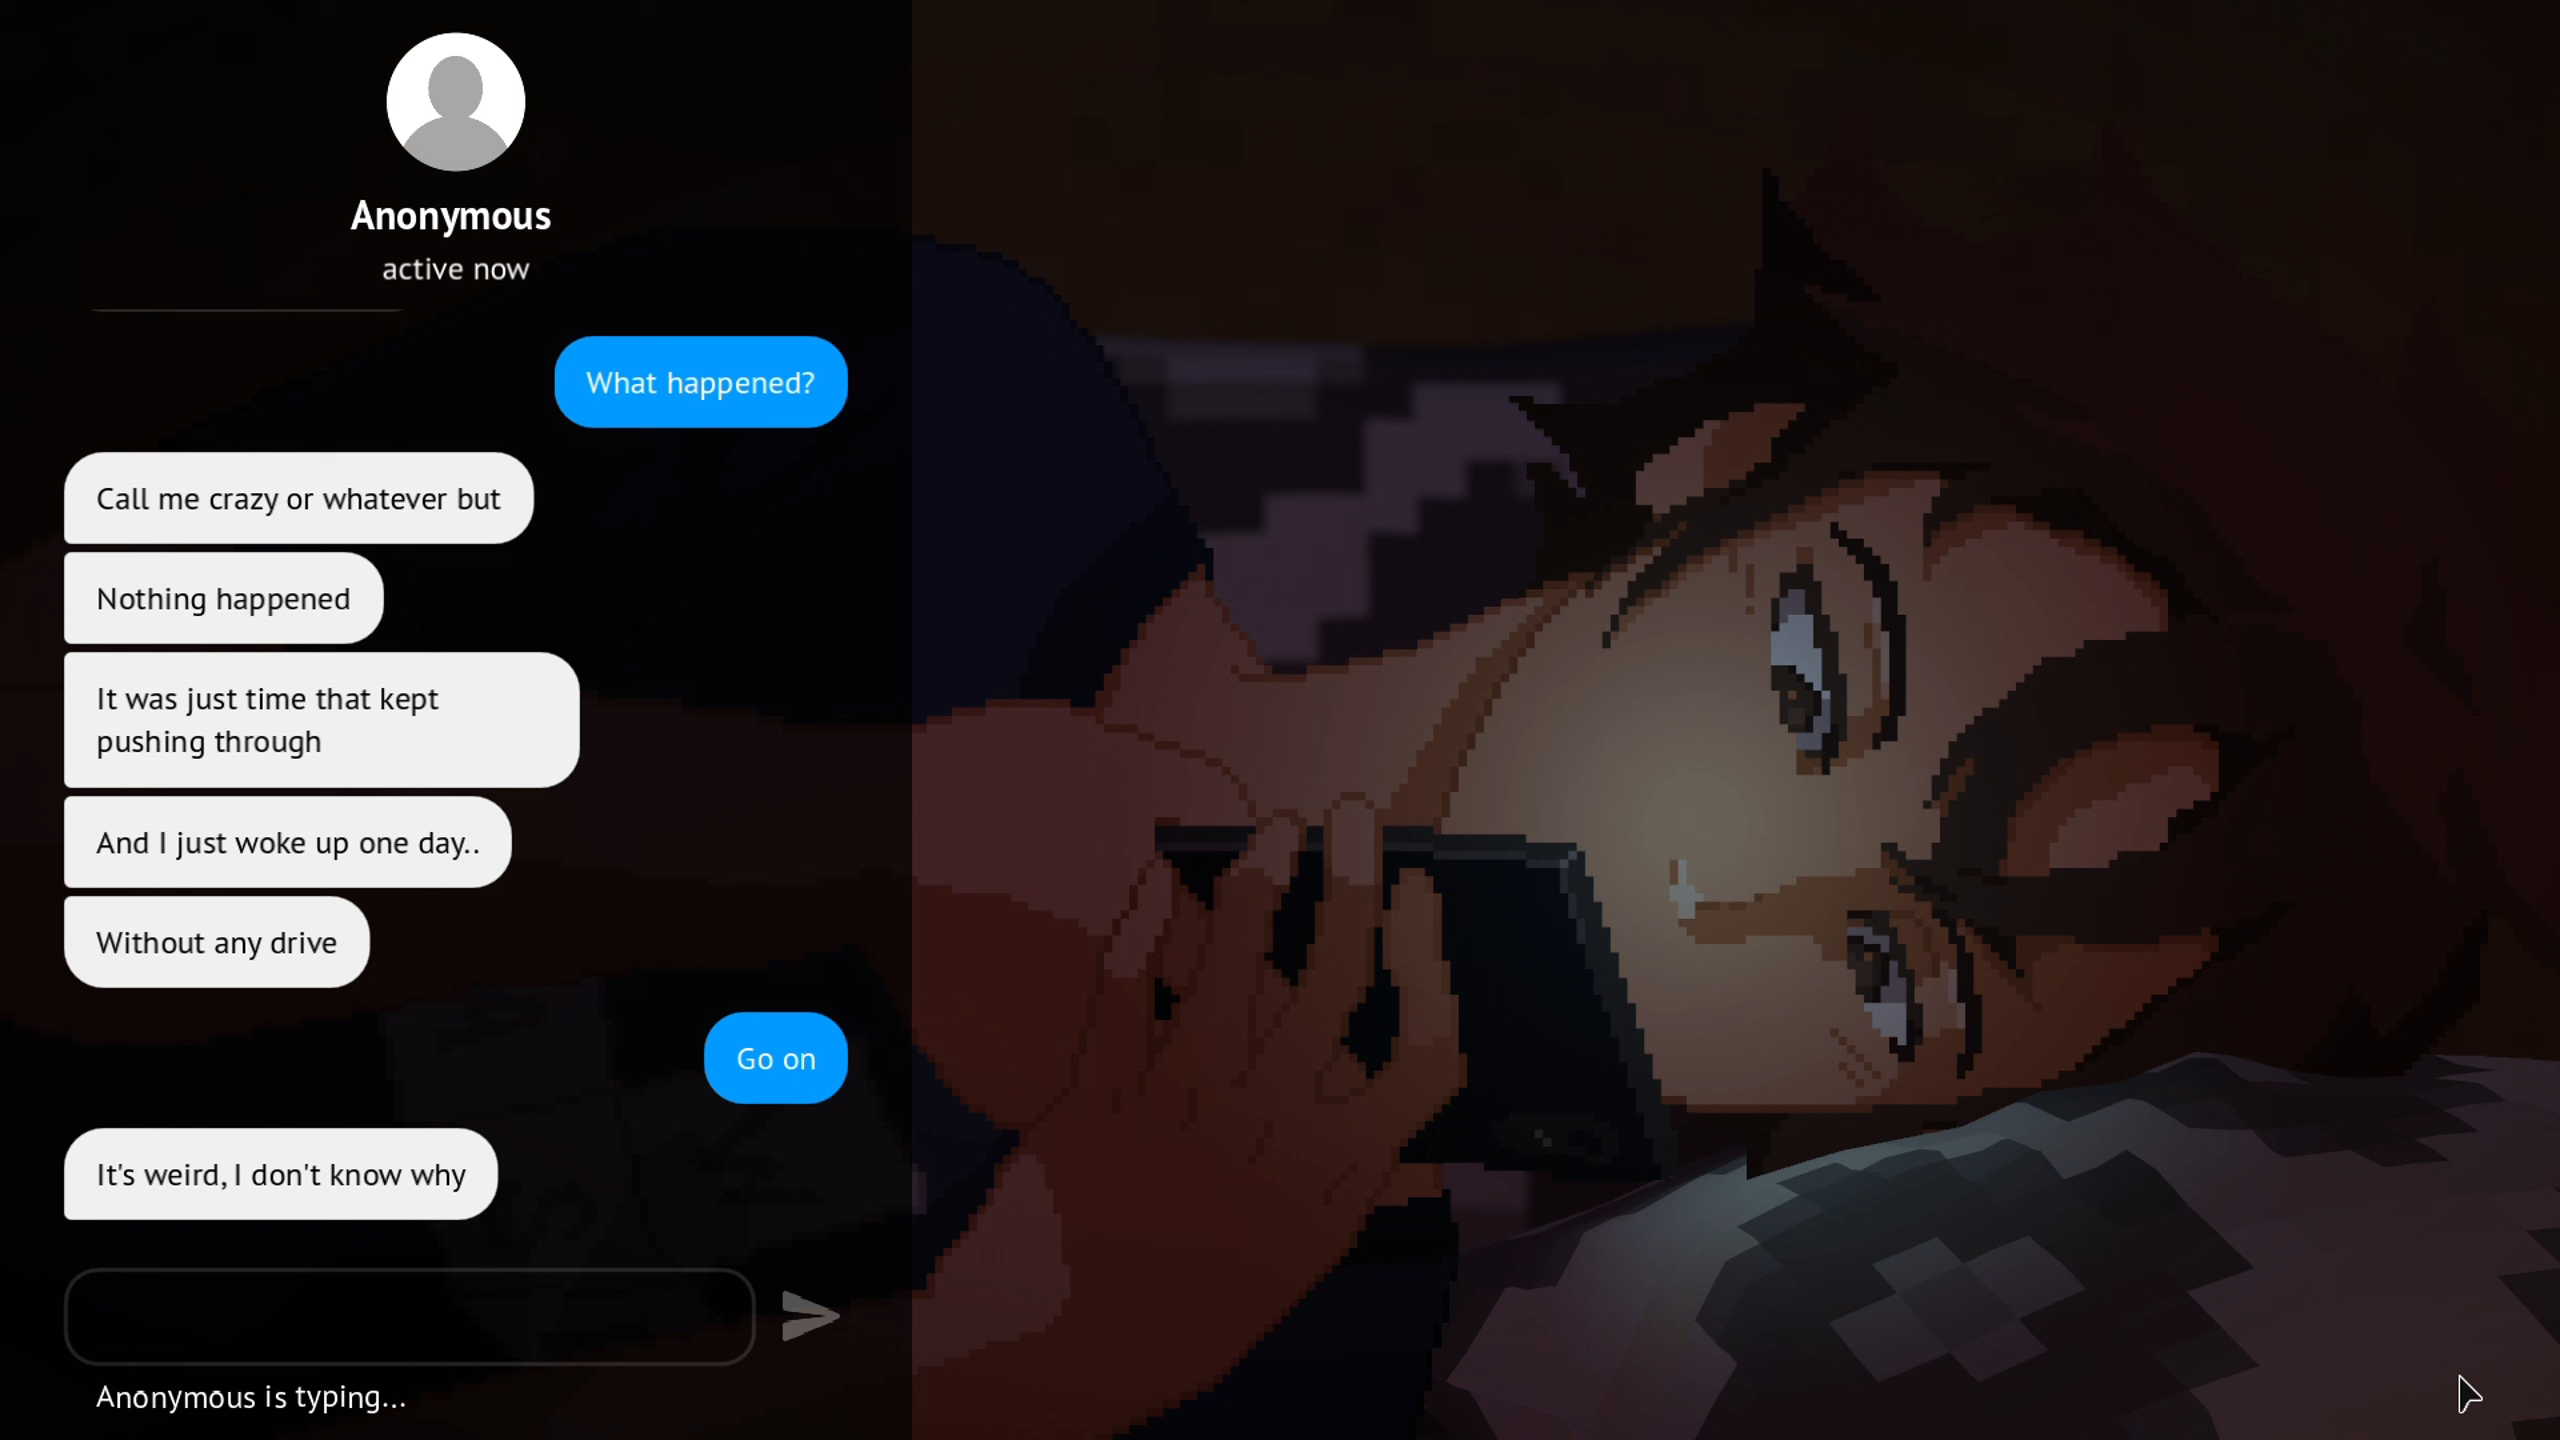 Anonymous
active now
What happened?
Call me crazy or whatever but
Nothing happened
It was just time that kept
pushing through
And I just woke up one day..
Without any drive
Go on
It's weird, I don't know why
Anonymous is typing...